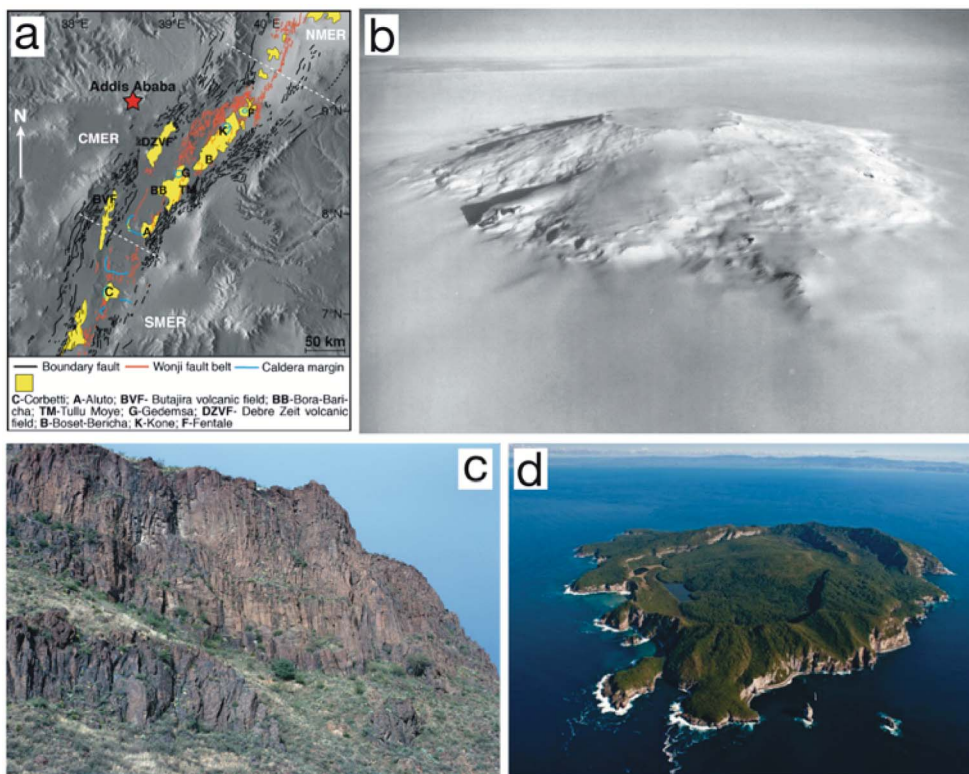 a
38°E
39°E
40°E
NMER
Addis Ababa
N
9°N
F
K
CMER
DZVF
B
G
BB
TM
BVF
8°N
A
C
SMER
7°N
50 km
Boundary fault
Wonji fault belt
Caldera margin
C-Corbetti; A-Aluto; BVF- Butajira volcanic field; BB-Bora-Bari-
cha; TM-Tullu Moye; G-Gedemsa; DZVF- Debre Zeit volcanic
field; B-Boset-Bericha; K-Kone; F-Fentale
b
c
d